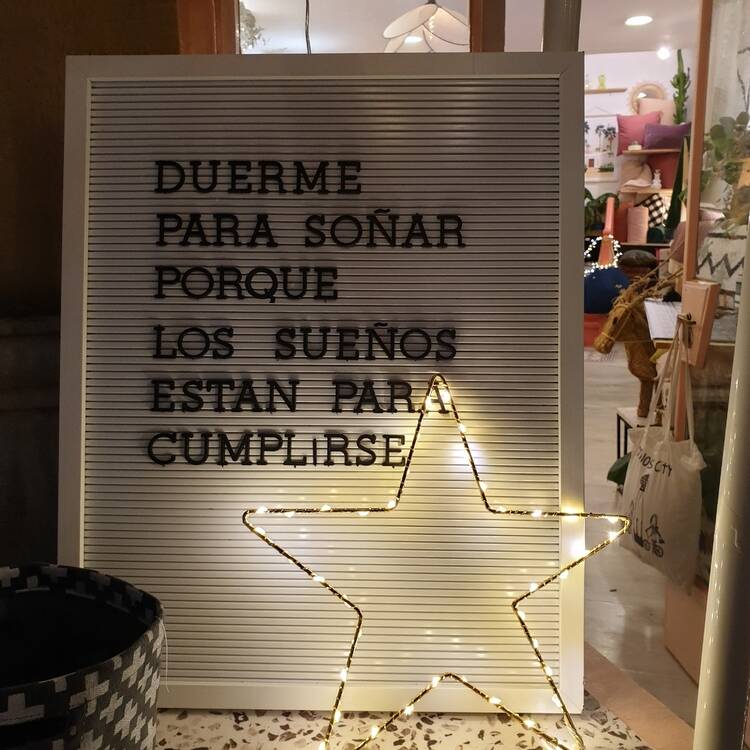 DUERME
PARA SOÑAR
PORQUE
LOS SUEÑOS
ESTAN PARA
CUMPLiRSE